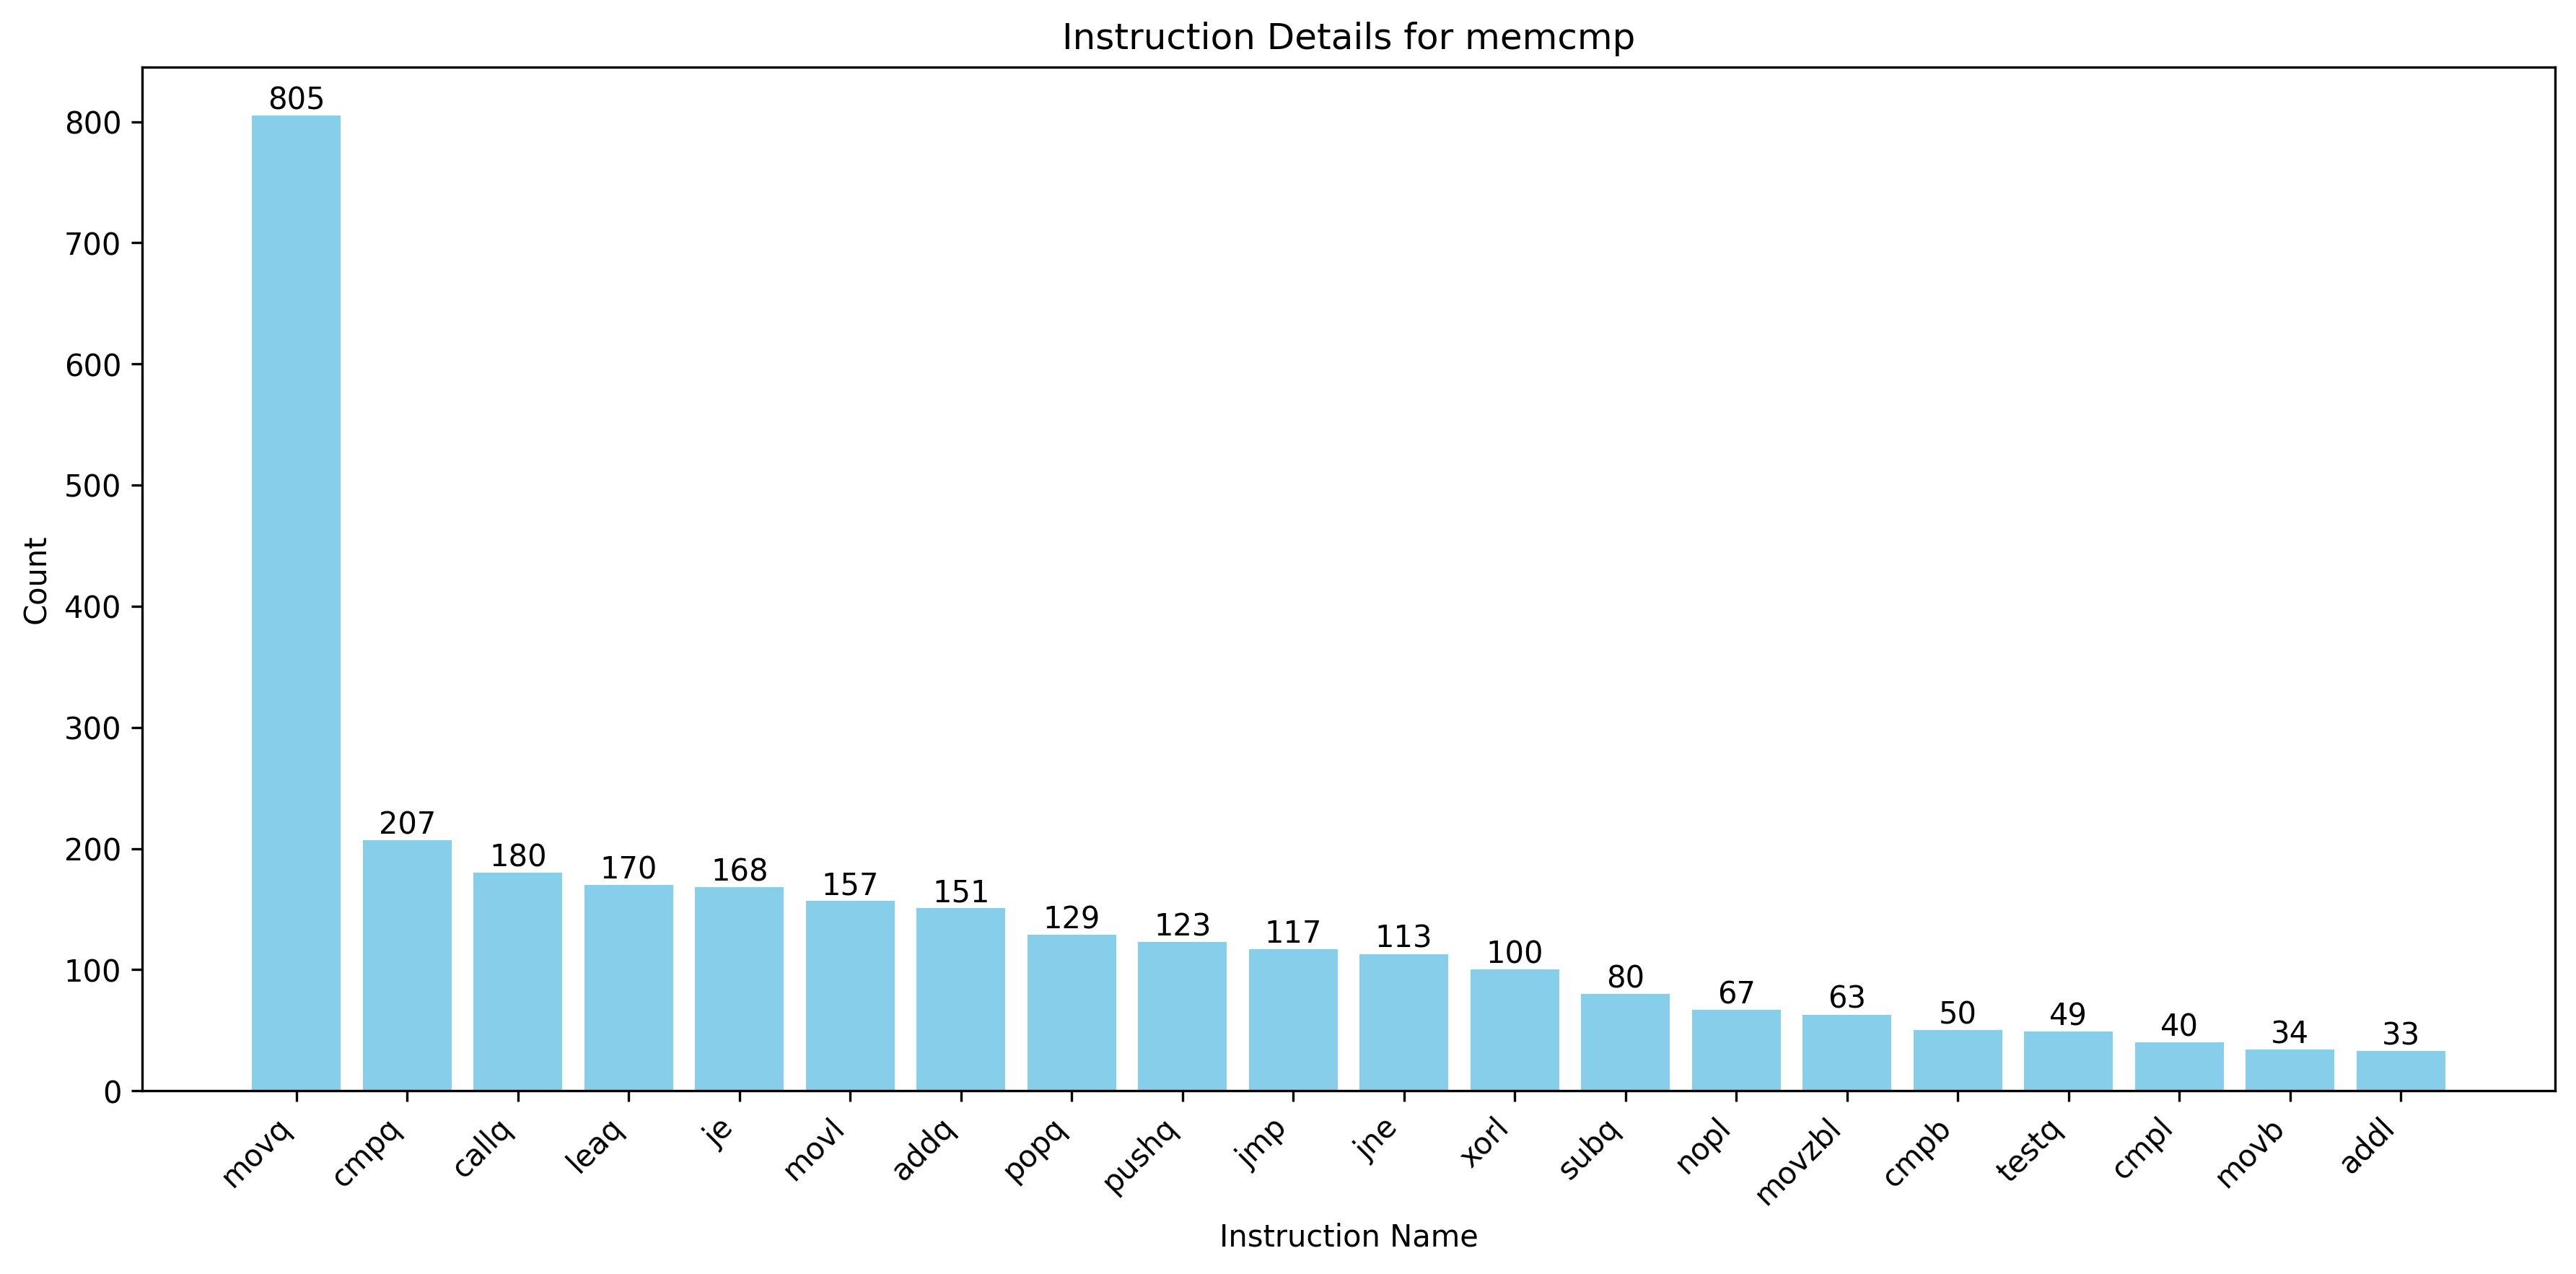 Instruction Details for memcmp
805
800
700
600
500
400
300
200
100
0
Count
207
180
170
168
157
151
129
123
117
113
100
80
67
63
50
49
40
34
33
movq
cmpq
callq
leaq
je
movl
addq
popq
pushq
jmp
jne
xorl
subq
nopl
movzbl
cmpb
testq
cmpl
movb
addl
Instruction Name